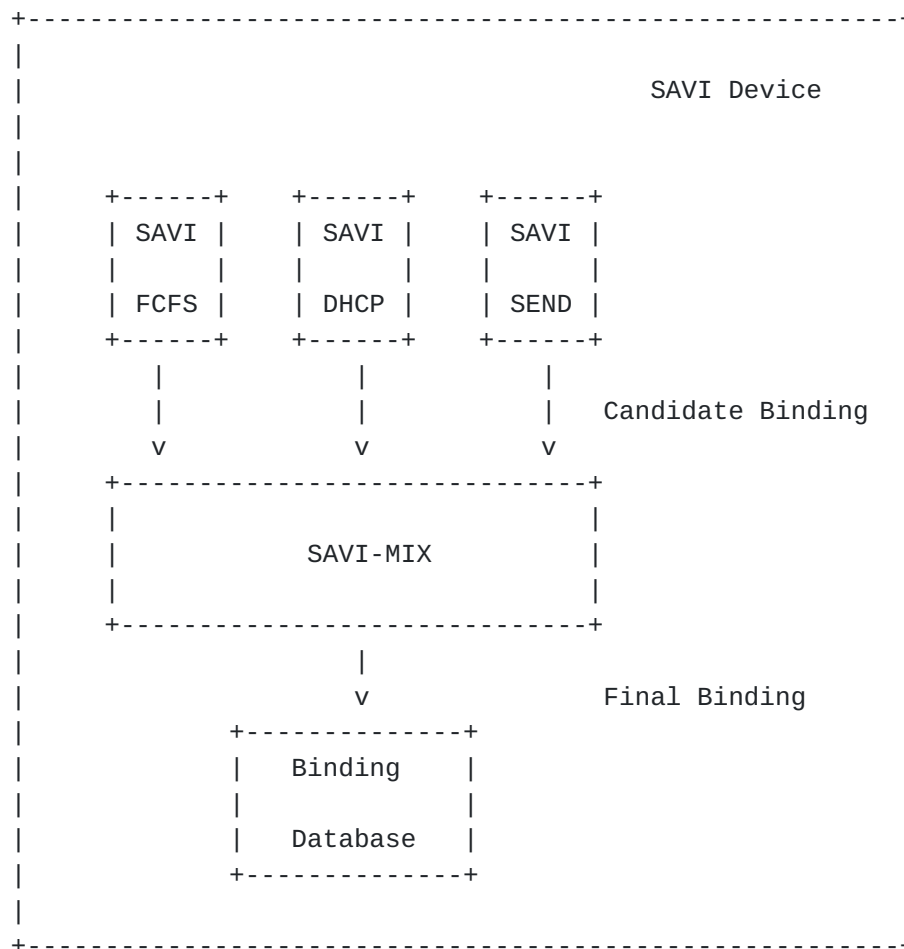 SAVI Device
SAVI SAVI SAVI
FCFS DHCP SEND
Candidate Binding
SAVI-MIX
Final Binding
Binding
Database